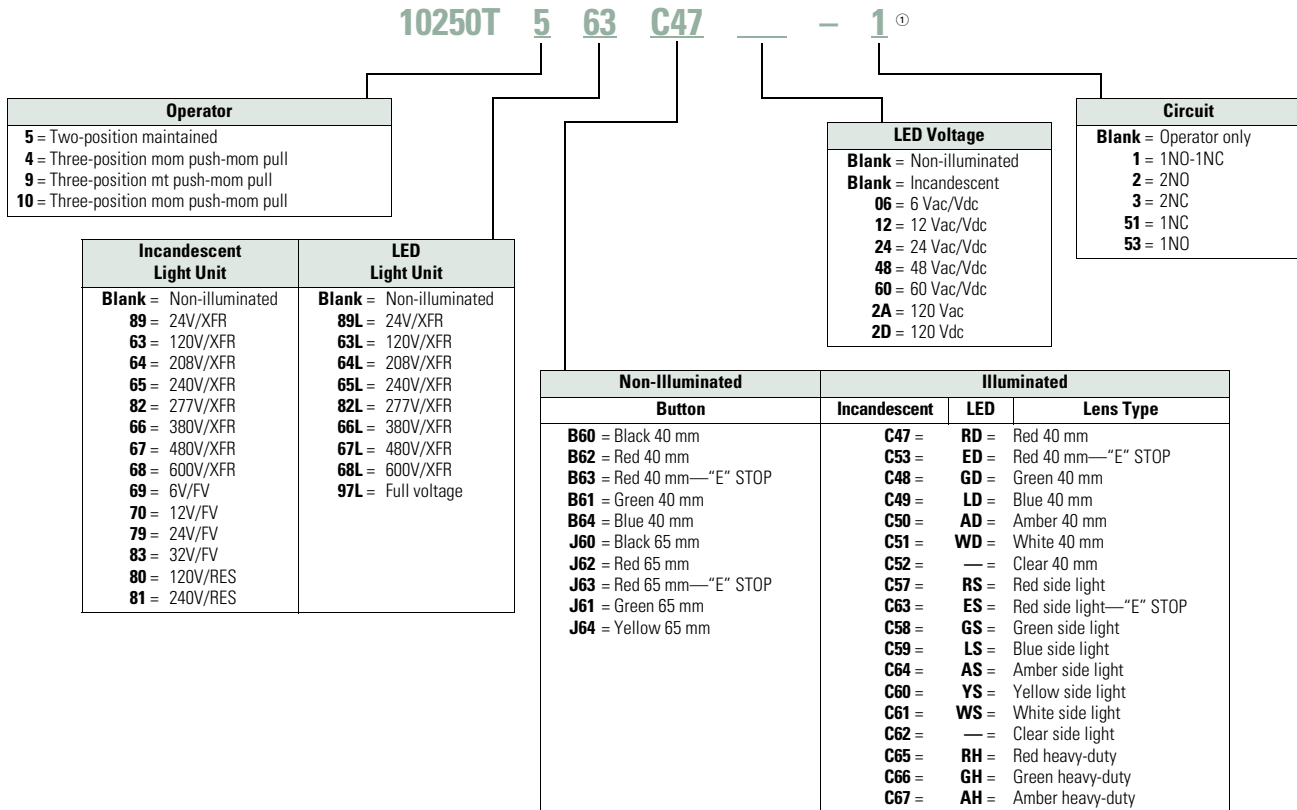 10250T 5 63 C47 ___ – 1 ①
Operator
5 = Two-position maintained
4 = Three-position mom push-mom pull
9 = Three-position mt push-mom pull
10 = Three-position mom push-mom pull
Incandescent Light Unit
Blank = Non-illuminated
89 = 24V/XFR
63 = 120V/XFR
64 = 208V/XFR
65 = 240V/XFR
82 = 277V/XFR
66 = 380V/XFR
67 = 480V/XFR
68 = 600V/XFR
69 = 6V/FV
70 = 12V/FV
79 = 24V/FV
83 = 32V/FV
80 = 120V/RES
81 = 240V/RES
LED Light Unit
Blank = Non-illuminated
89L = 24V/XFR
63L = 120V/XFR
64L = 208V/XFR
65L = 240V/XFR
82L = 277V/XFR
66L = 380V/XFR
67L = 480V/XFR
68L = 600V/XFR
97L = Full voltage
LED Voltage
Blank = Non-illuminated
Blank = Incandescent
06 = 6 Vac/Vdc
12 = 12 Vac/Vdc
24 = 24 Vac/Vdc
48 = 48 Vac/Vdc
60 = 60 Vac/Vdc
2A = 120 Vac
2D = 120 Vdc
Circuit
Blank = Operator only
1 = 1NO-1NC
2 = 2NO
3 = 2NC
51 = 1NC
53 = 1NO
Non-Illuminated
Button
B60 = Black 40 mm
B62 = Red 40 mm
B63 = Red 40 mm—“E” STOP
B61 = Green 40 mm
B64 = Blue 40 mm
J60 = Black 65 mm
J62 = Red 65 mm
J63 = Red 65 mm—“E” STOP
J61 = Green 65 mm
J64 = Yellow 65 mm
Illuminated
Incandescent LED Lens Type
C47 = RD = Red 40 mm
C53 = ED = Red 40 mm—“E” STOP
C48 = GD = Green 40 mm
C49 = LD = Blue 40 mm
C50 = AD = Amber 40 mm
C51 = WD = White 40 mm
C52 = — = Clear 40 mm
C57 = RS = Red side light
C63 = ES = Red side light—“E” STOP
C58 = GS = Green side light
C59 = LS = Blue side light
C64 = AS = Amber side light
C60 = YS = Yellow side light
C61 = WS = White side light
C62 = — = Clear side light
C65 = RH = Red heavy-duty
C66 = GH = Green heavy-duty
C67 = AH = Amber heavy-duty